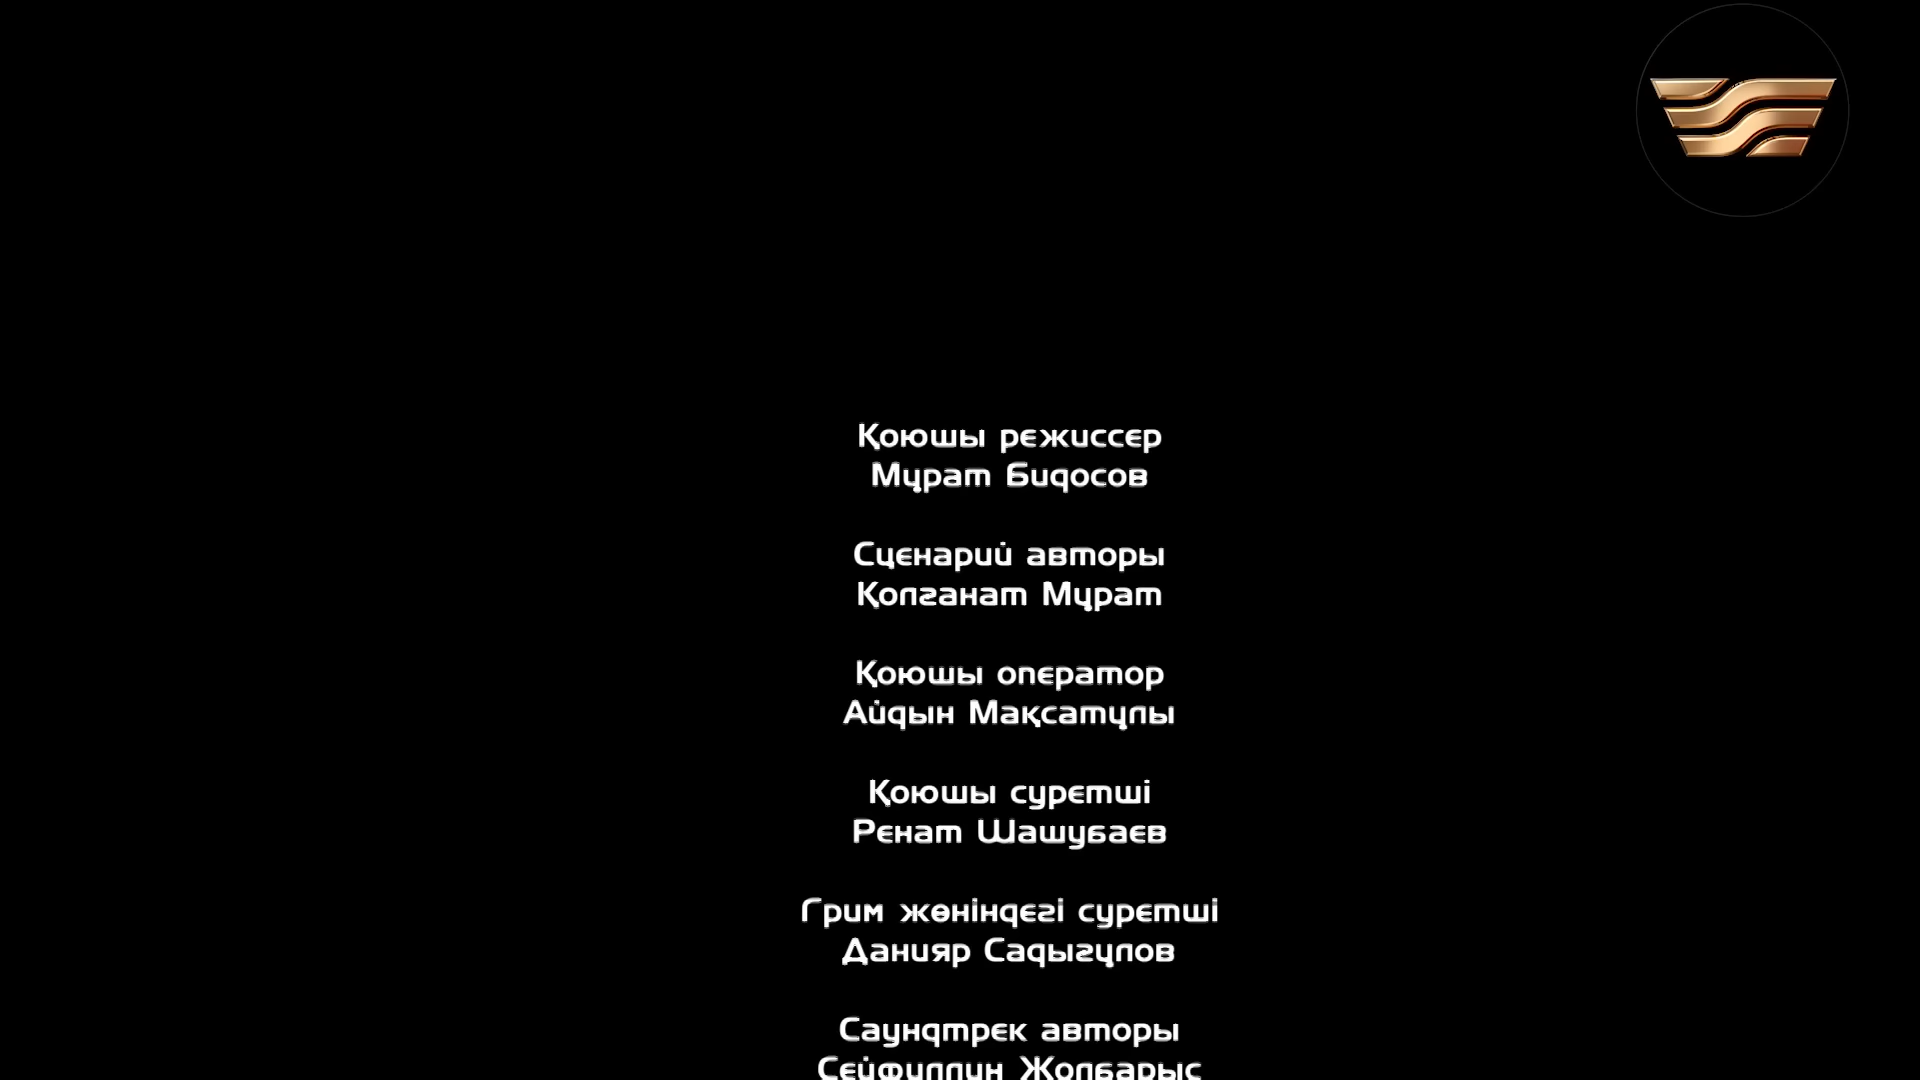 Қоюшы режиссер
Мұрат Бидосов
Сценарий авторы
Қолғанат Мұрат
Қоюшы оператор
Айдын Мақсатұлы
Қоюшы суретші
Ренат Шашубаев
Грим жөніндегі суретші
Данияр Садығұлов
Саундтрек авторы
Сейфуллин Жолбарыс